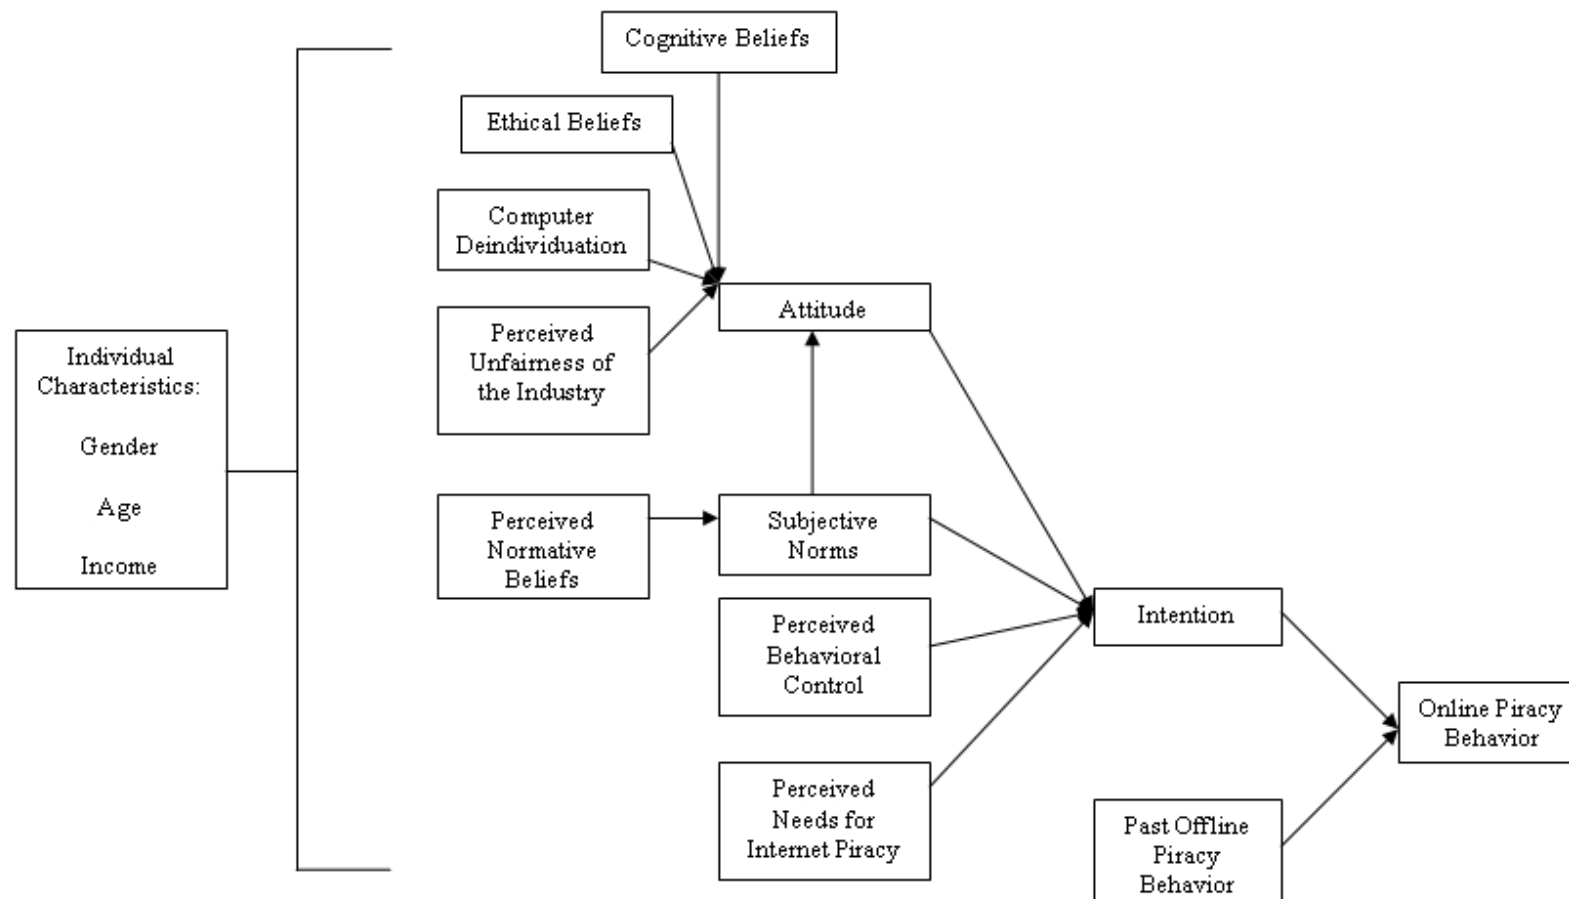 Cognitive Beliefs
Ethical Beliefs
Computer
Deindividuation
Attitude
Perceived
Unfairness of
the Industry
Individual
Characteristics:
Gender
Age
Income
Perceived
Normative
Beliefs
Subjective
Norms
Perceived
Behavioral
Control
Intention
Online Piracy
Behavior
Perceived
Needs for
Internet Piracy
Past Offline
Piracy
Behavior